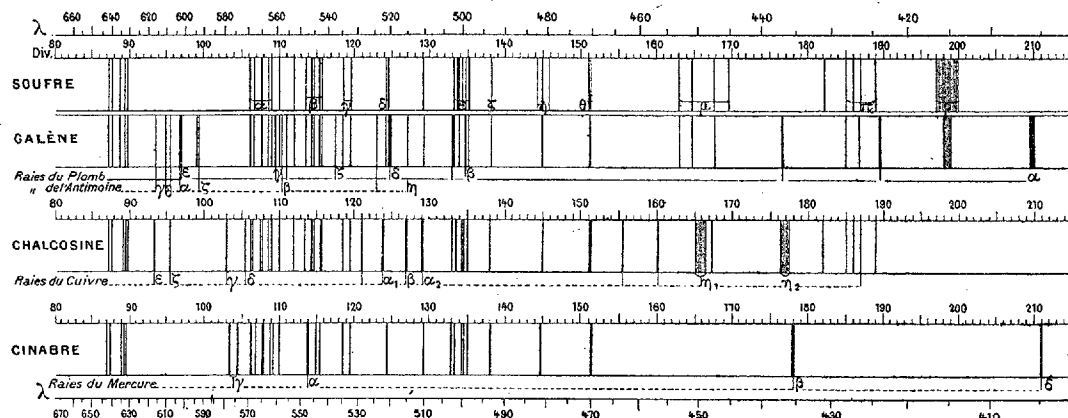 λ 660 640 620 600 580 560 540 520 500 480 460 440 420
Div. 80 90 100 110 120 130 140 150 160 170 180 190 200 210
SOUFRE α β γ δ ε ζ η θ ι
GALÈNE
Raies du Plomb ε γ ζ δ β α
" de l'Antimoine γ δ α ζ β η
80 90 100 110 120 130 140 150 160 170 180 190 200 210
CHALCOSINE
Raies du Cuivre ε ζ γ δ α₁ β α₂ η₁ η₂
80 90 100 110 120 130 140 150 160 170 180 190 200 210
CINABRE
Raies du Mercure γ α β δ
λ 670 650 630 610 590 570 550 530 510 490 470 450 430 410